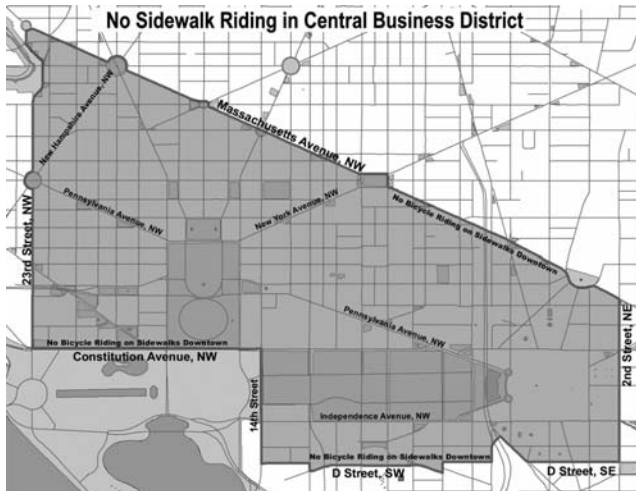 No Sidewalk Riding in Central Business District
Massachusetts Avenue, NW
New Hampshire Avenue, NW
Pennsylvania Avenue, NW
New York Avenue, NW
No Bicycle Riding on Sidewalks Downtown
23rd Street, NW
Pennsylvania Avenue, NW
2nd Street, NE
No Bicycle Riding on Sidewalks Downtown
Constitution Avenue, NW
14th Street
Independence Avenue, NW
No Bicycle Riding on Sidewalks Downtown
D Street, SW
D Street, SE